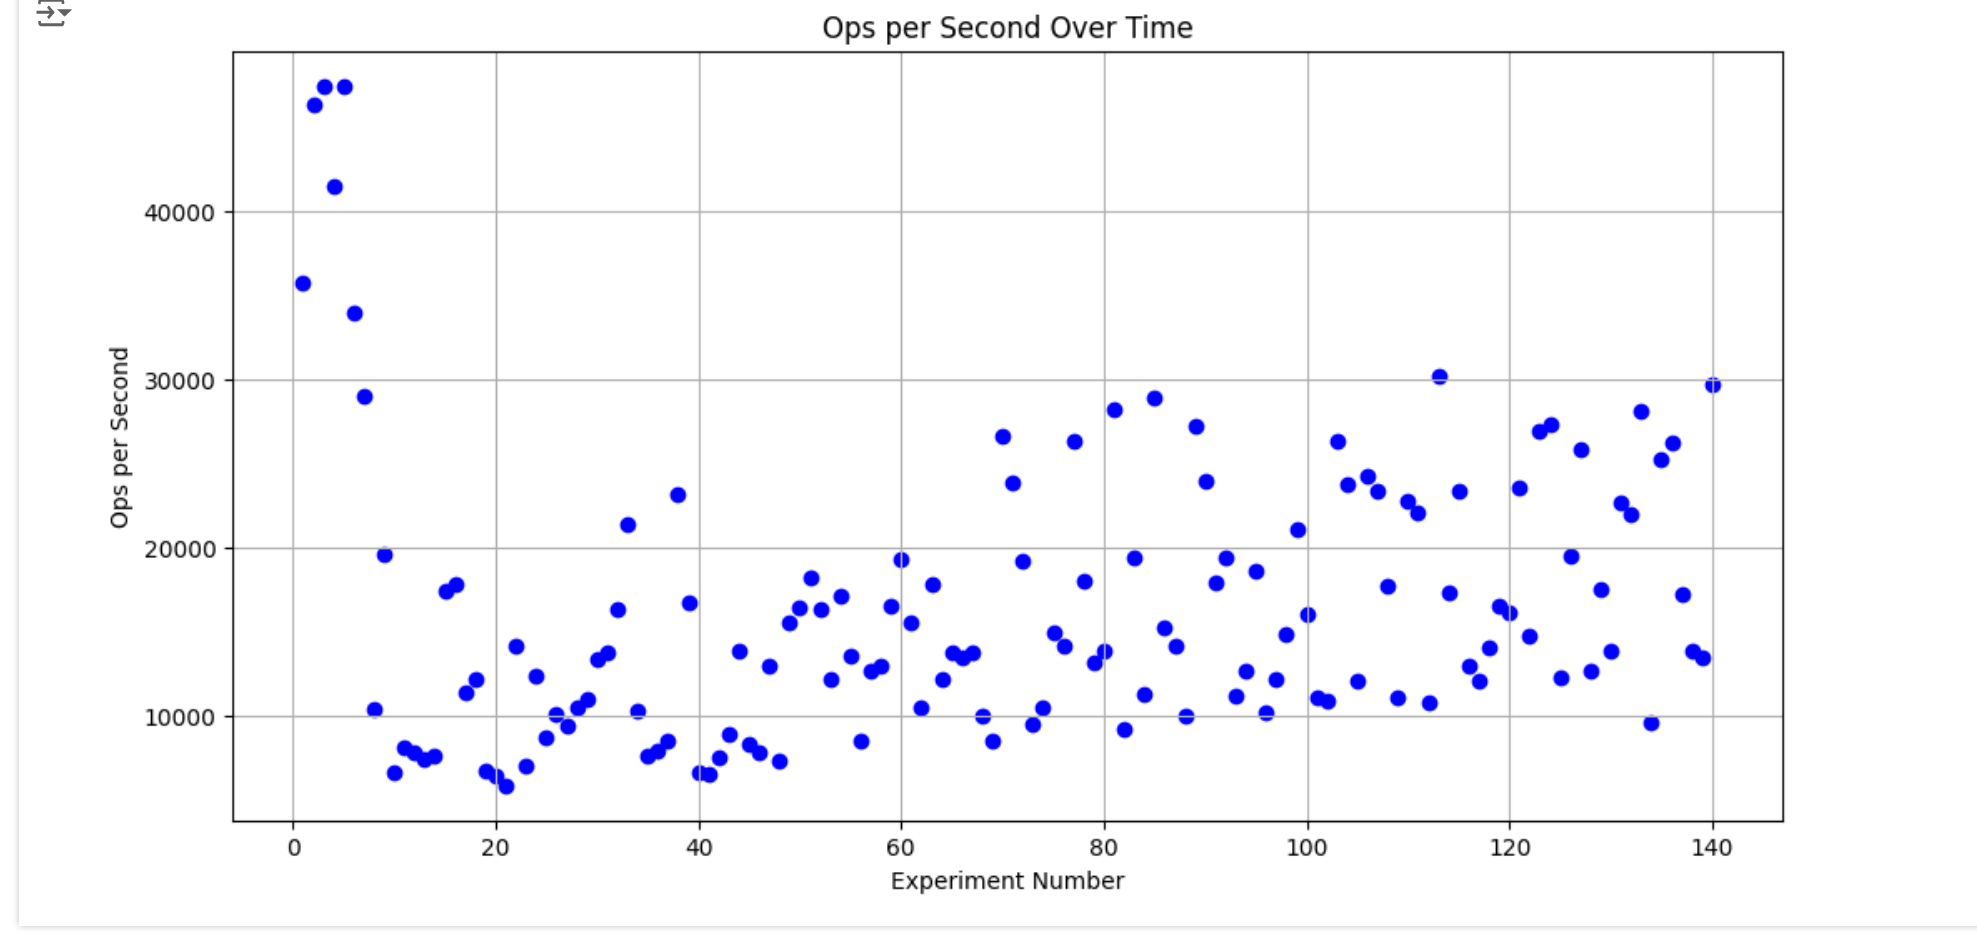 Ops per Second Over Time
40000
30000
20000
10000
Ops per Second
0 20 40 60 80 100 120 140
Experiment Number